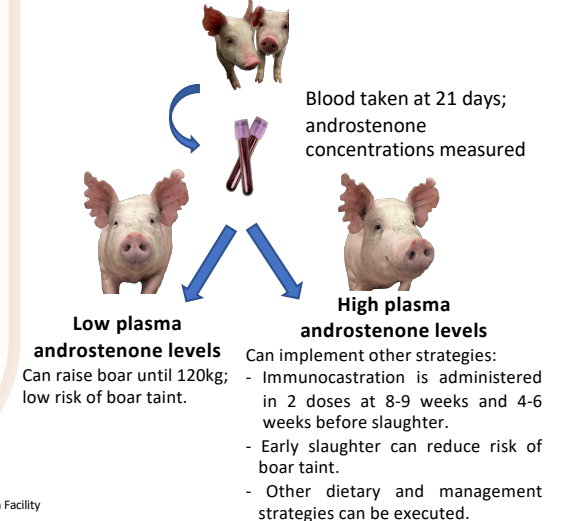 Blood taken at 21 days;
androstenone
concentrations measured
Low plasma
androstenone levels
Can raise boar until 120kg;
low risk of boar taint.
High plasma
androstenone levels
Can implement other strategies:
- Immunocastration is administered
in 2 doses at 8-9 weeks and 4-6
weeks before slaughter.
- Early slaughter can reduce risk of
boar taint.
- Other dietary and management
strategies can be executed.
Facility